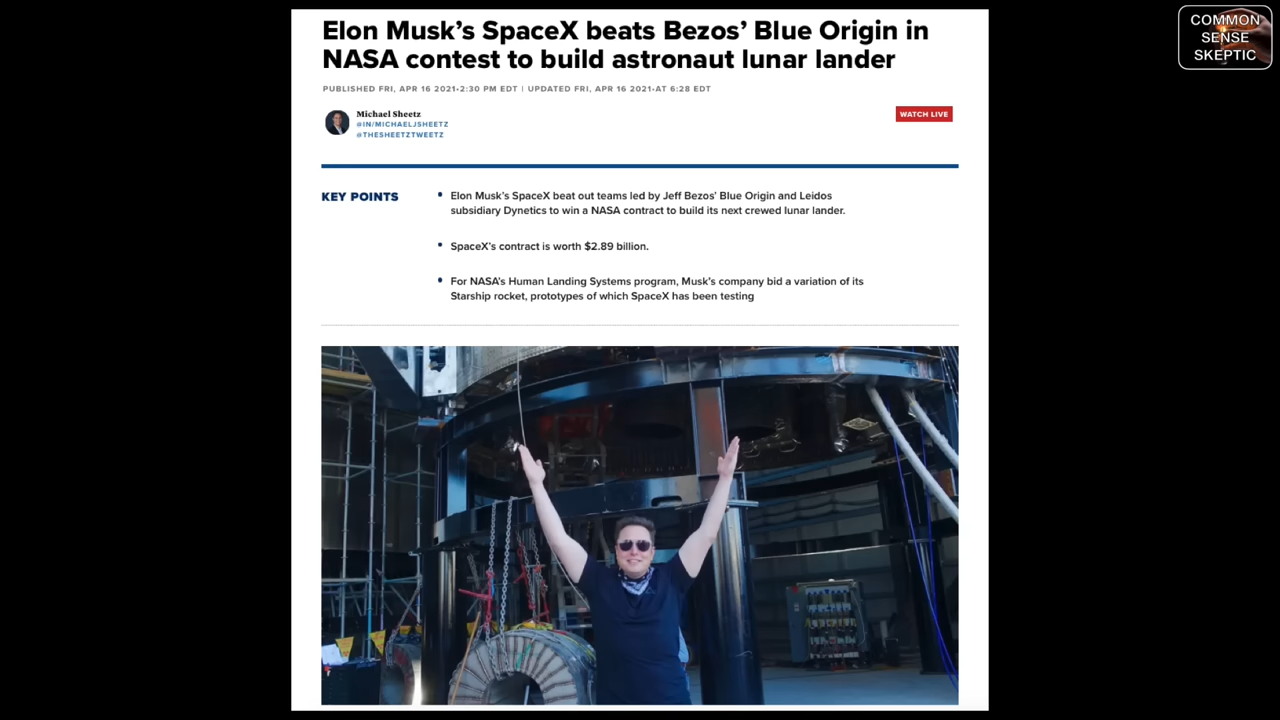 Elon Musk’s SpaceX beats Bezos’ Blue Origin in
NASA contest to build astronaut lunar lander
PUBLISHED FRI, APR 16 2021•2:30 PM EDT | UPDATED FRI, APR 16 2021•AT 6:28 EDT
Michael Sheetz
@IN/MICHAELJSHEETZ
@THESHEETZTWEETZ
WATCH LIVE
KEY POINTS
• Elon Musk’s SpaceX beat out teams led by Jeff Bezos’ Blue Origin and Leidos
subsidiary Dynetics to win a NASA contract to build its next crewed lunar lander.
• SpaceX’s contract is worth $2.89 billion.
• For NASA’s Human Landing Systems program, Musk’s company bid a variation of its
Starship rocket, prototypes of which SpaceX has been testing
COMMON
SENSE
SKEPTIC